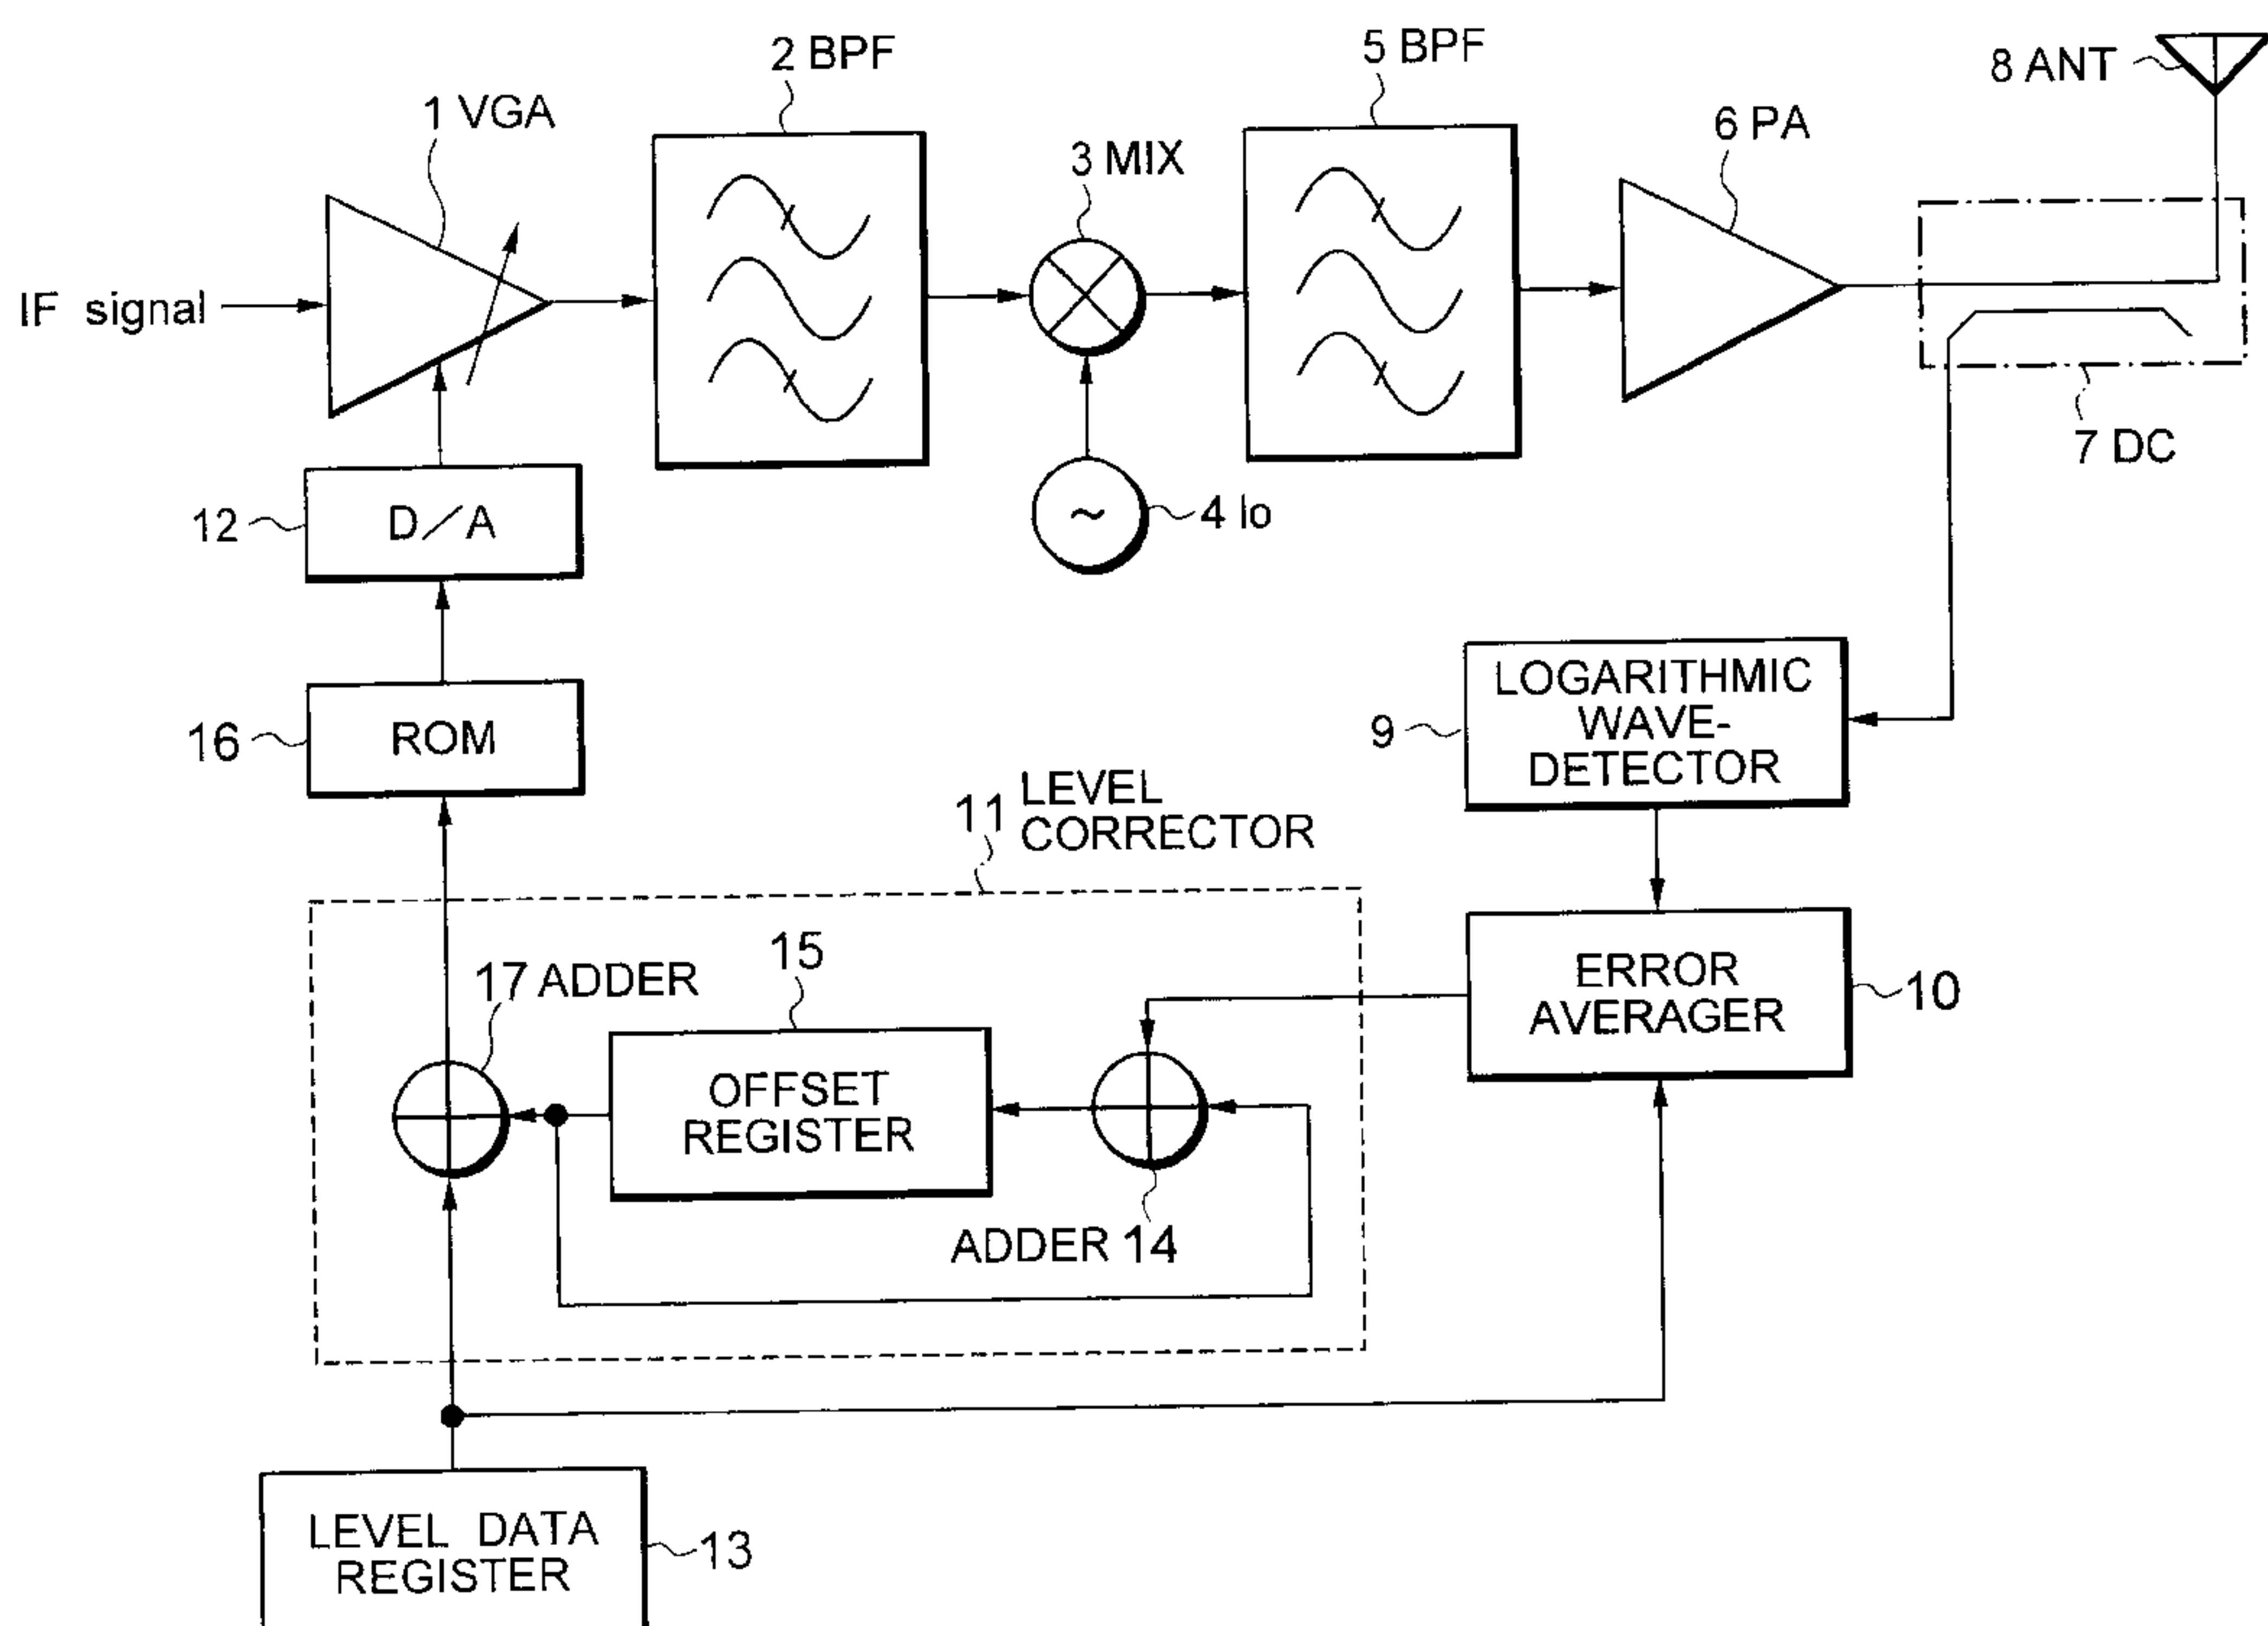 2 BPF
5 BPF
8 ANT
1 VGA
3 MIX
6 PA
IF signal
7 DC
4 lo
12
D/A
LOGARITHMIC
WAVE-
DETECTOR
9
16
ROM
11
LEVEL
CORRECTOR
15
17 ADDER
ERROR
AVERAGER
10
OFFSET
REGISTER
ADDER 14
LEVEL DATA
REGISTER
13